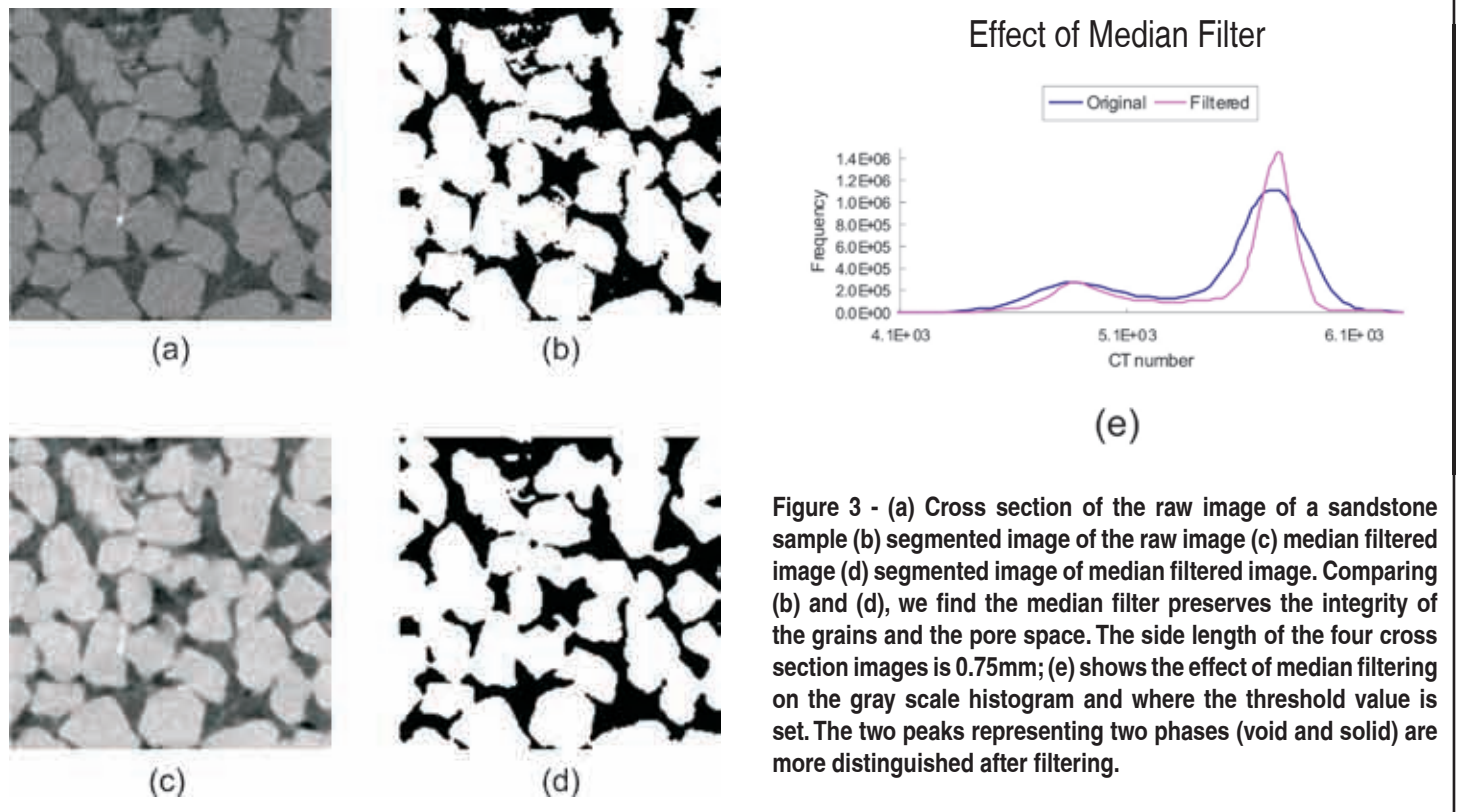 (a)
(b)
(c)
(d)
Effect of Median Filter
Original Filtered
Frequency
1.4E+06
1.2E+06
1.0E+06
8.0E+05
6.0E+05
4.0E+05
2.0E+05
0.0E+00
4.1E+03 5.1E+03 6.1E+03
CT number
(e)
Figure 3 - (a) Cross section of the raw image of a sandstone
sample (b) segmented image of the raw image (c) median filtered
image (d) segmented image of median filtered image. Comparing
(b) and (d), we find the median filter preserves the integrity of
the grains and the pore space. The side length of the four cross
section images is 0.75mm; (e) shows the effect of median filtering
on the gray scale histogram and where the threshold value is
set. The two peaks representing two phases (void and solid) are
more distinguished after filtering.